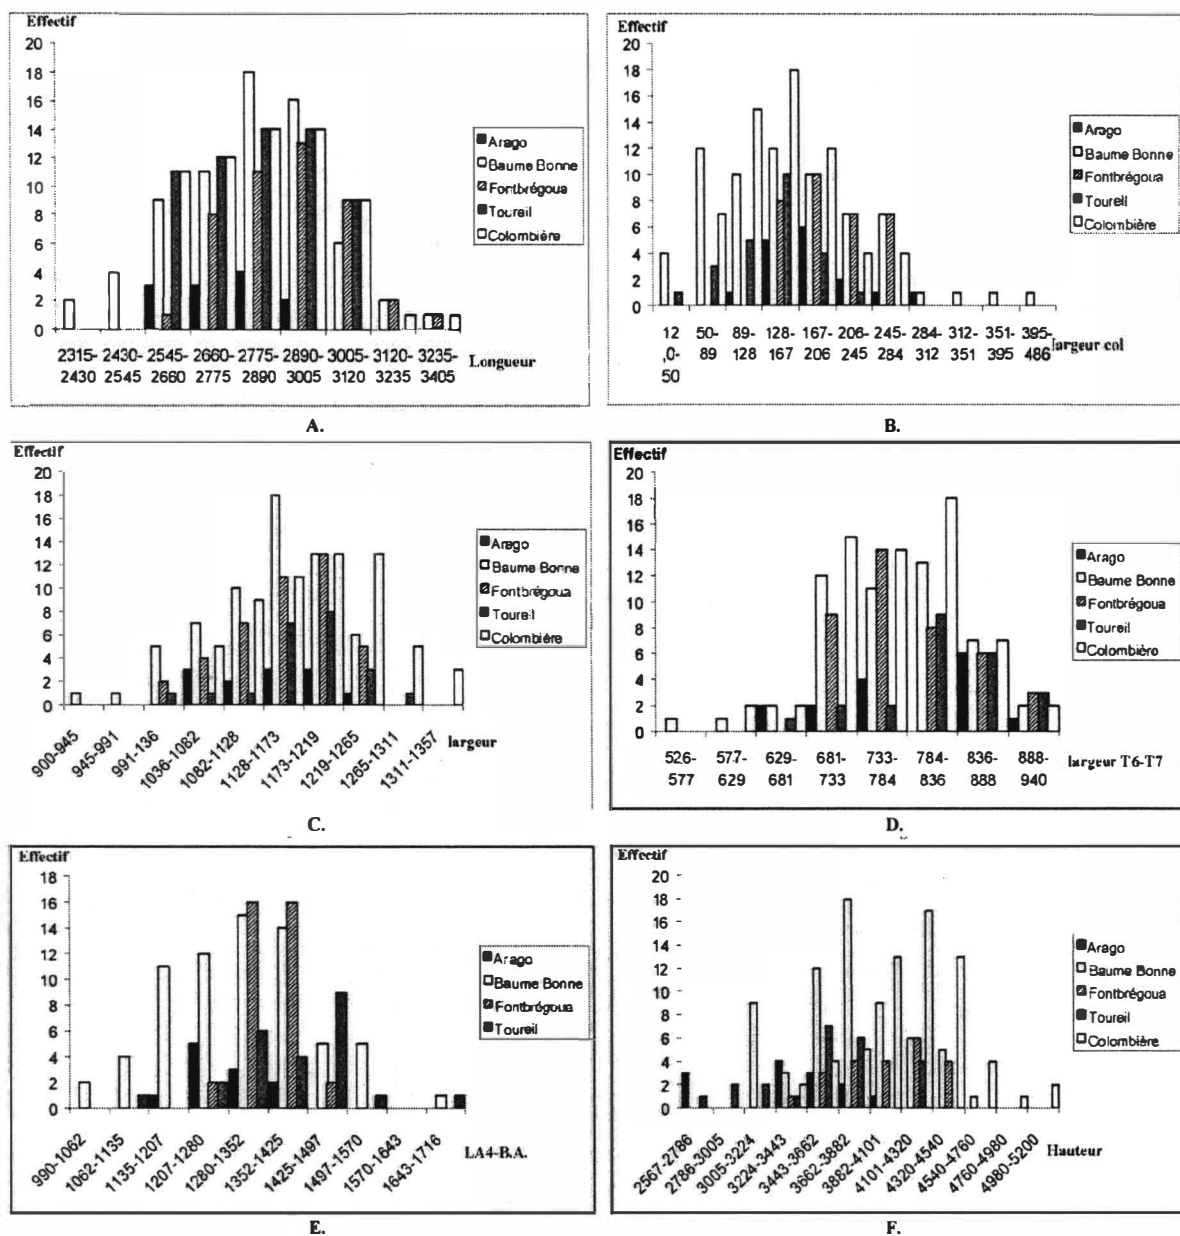 Effectif
20
18
16
14
12
10
8
6
4
2
0
2315- 2430- 2545- 2660- 2775- 2890- 3005- 3120- 3235-
2430 2545 2660 2775 2890 3005 3120 3235 3405
Longueur
Arago
Baume Bonne
Fontbrégoua
Toureil
Colombière
A.
Effectif
20
18
16
14
12
10
8
6
4
2
0
12 50- 89- 128- 167- 206- 245- 284- 312- 351- 395-
,0- 89 128 167 206 245 284 312 351 395 486
50
largeur col
Arago
Baume Bonne
Fontbrégoua
Toureil
Colombière
B.
Effectif
20
18
16
14
12
10
8
6
4
2
0
900-945
945-991
991-136
1036-1082
1082-1128
1128-1173
1173-1219
1219-1265
1265-1311
1311-1357
largeur
Arago
Baume Bonne
Fontbrégoua
Toureil
Colombière
C.
Effectif
20
18
16
14
12
10
8
6
4
2
0
526- 577- 629- 681- 733- 784- 836- 888-
577 629 681 733 784 836 888 940
largeur T6-T7
Arago
Baume Bonne
Fontbrégoua
Toureil
Colombière
D.
Effectif
18
16
14
12
10
8
6
4
2
0
990-1062
1062-1135
1135-1207
1207-1280
1280-1352
1352-1425
1425-1497
1497-1570
1570-1643
1643-1716
LA4-B.A.
Arago
Baume Bonne
Fontbrégoua
Toureil
E.
Effectif
20
18
16
14
12
10
8
6
4
2
0
2567-2786
2786-3005
3005-3224
3224-3443
3443-3662
3662-3882
3882-4101
4101-4320
4320-4540
4540-4760
4760-4980
4980-5200
Hauteur
Arago
Baume Bonne
Fontbrégoua
Toureil
Colombière
F.